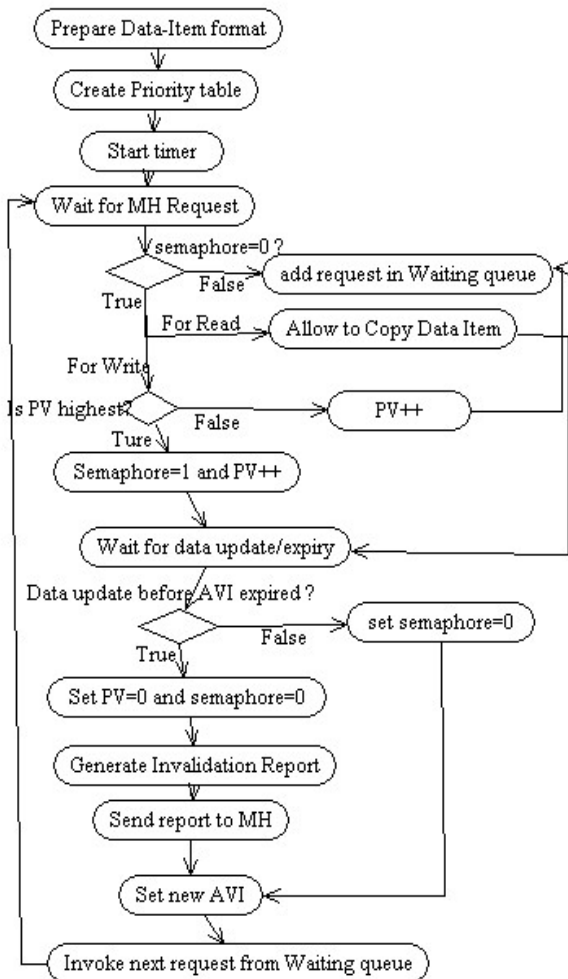 Prepare Data-Item format
Create Priority table
Start timer
Wait for MH Request
semaphore=0 ?
False
add request in Waiting queue
True
For Read
Allow to Copy Data Item
For Write
Is PV highest?
False
PV++
Ture
Semaphore=1 and PV++
Wait for data update/expiry
Data update before AVI expired ?
False
set semaphore=0
True
Set PV=0 and semaphore=0
Generate Invalidation Report
Send report to MH
Set new AVI
Invoke next request from Waiting queue